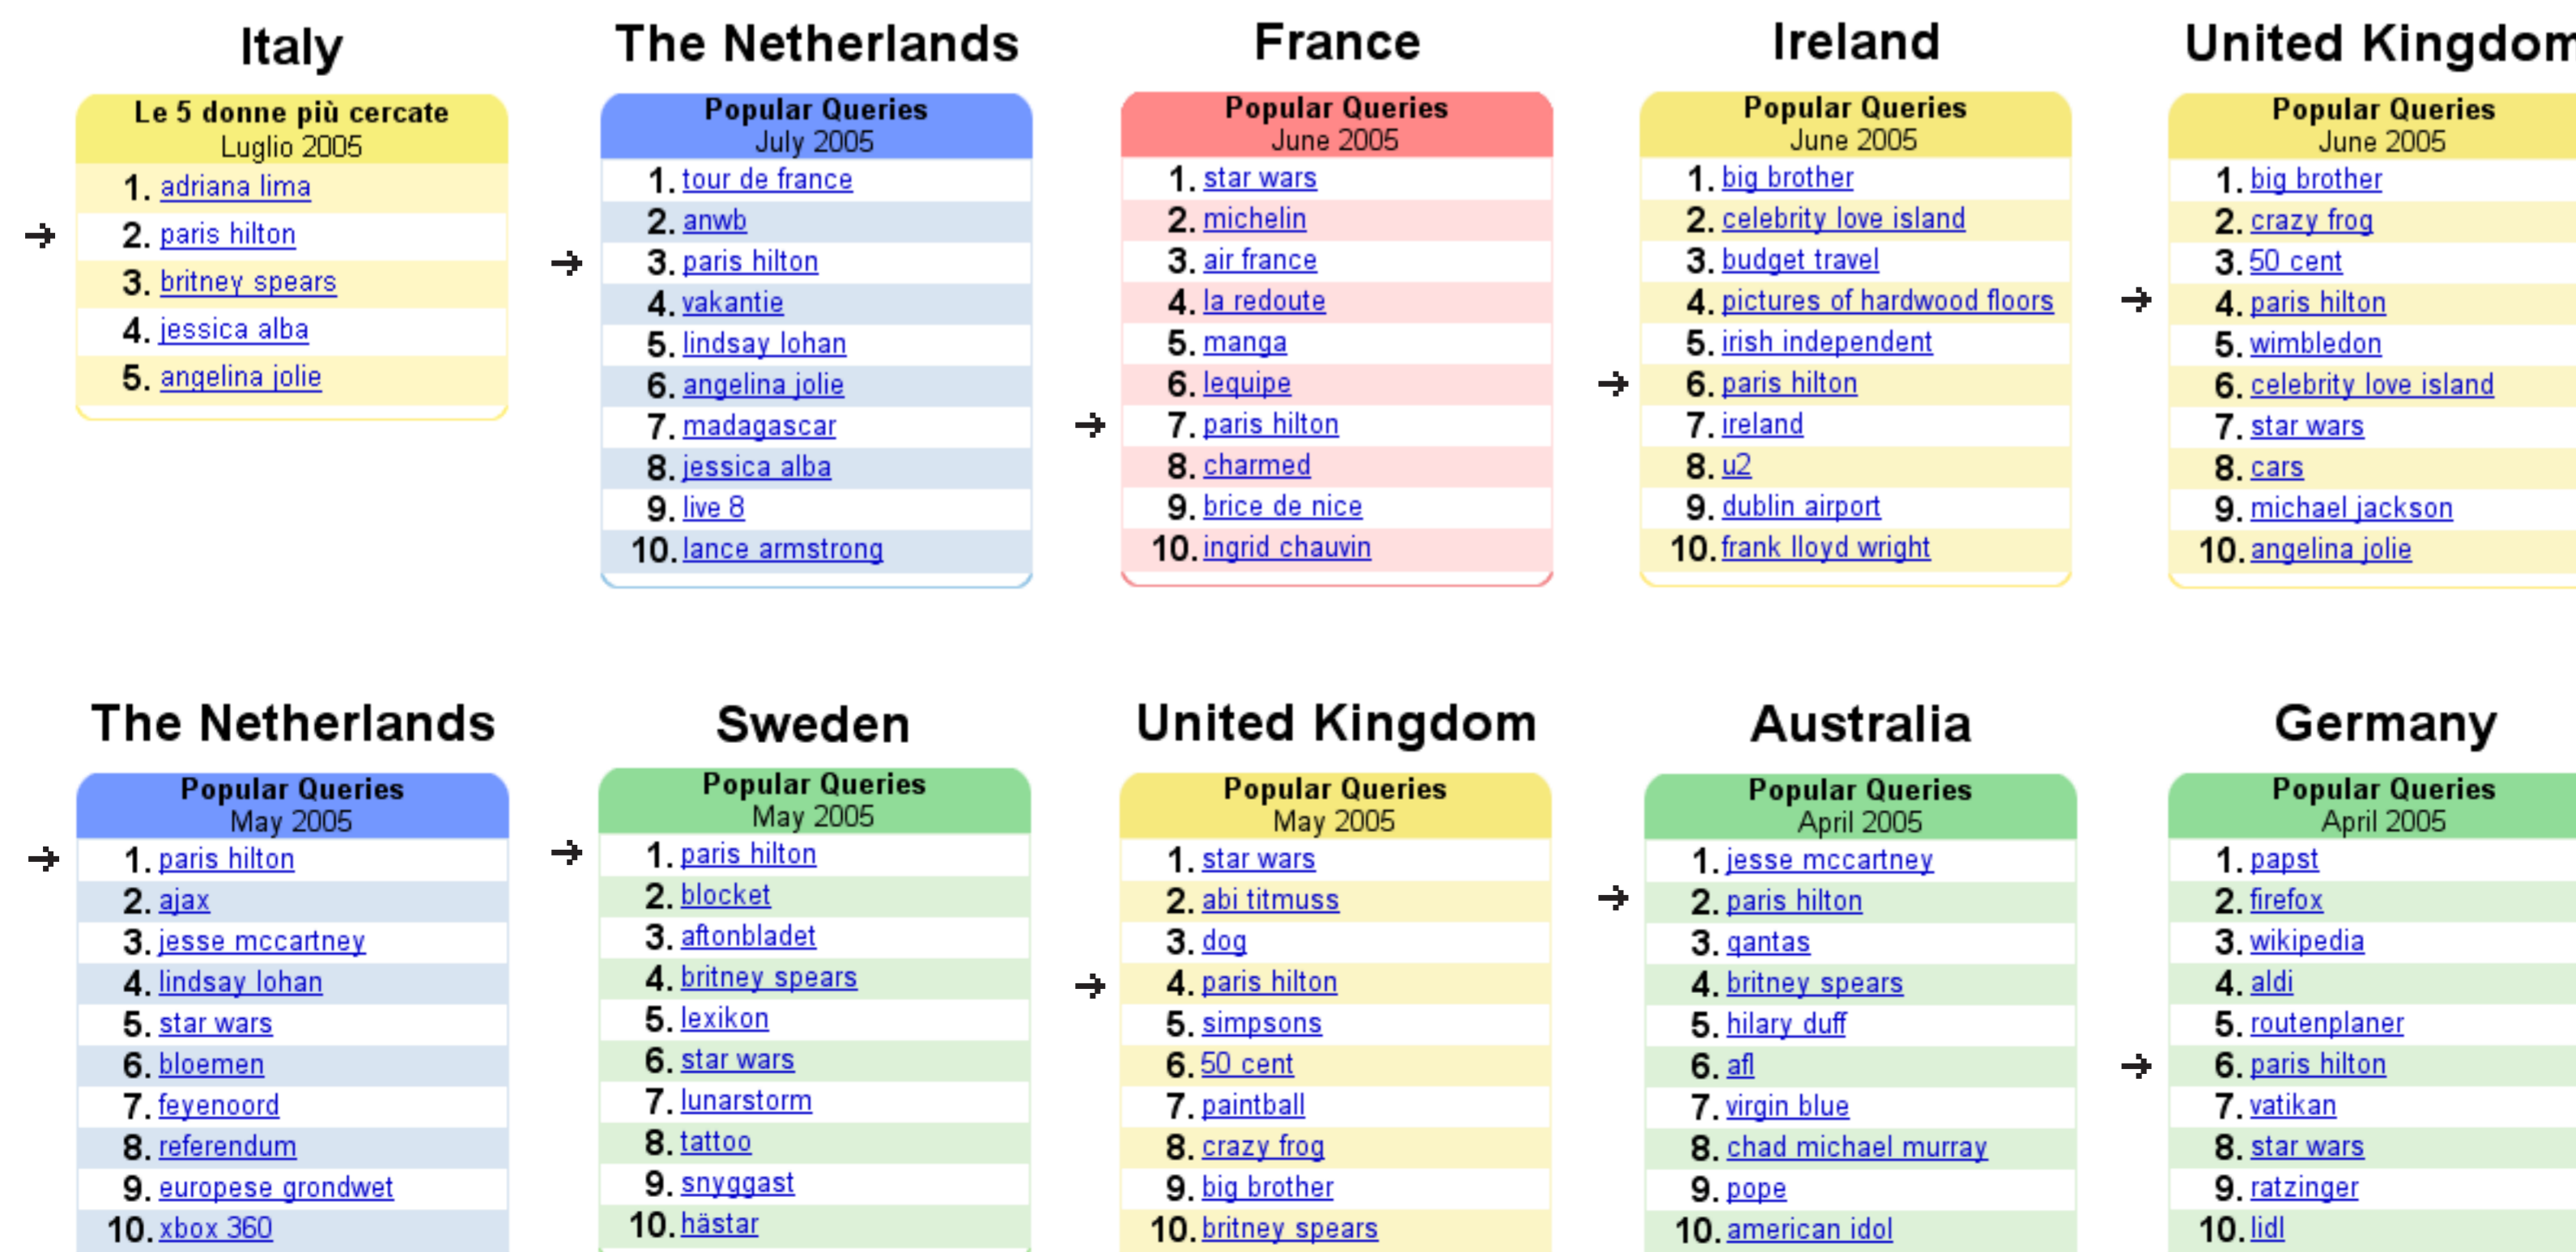 Italy
Le 5 donne più cercate
Luglio 2005
1. adriana lima
2. paris hilton
3. britney spears
4. jessica alba
5. angelina jolie
The Netherlands
Popular Queries
July 2005
1. tour de france
2. anwb
3. paris hilton
4. vakantie
5. lindsay lohan
6. angelina jolie
7. madagascar
8. jessica alba
9. live 8
10. lance armstrong
France
Popular Queries
June 2005
1. star wars
2. michelin
3. air france
4. la redoute
5. manga
6. lequipe
7. paris hilton
8. charmed
9. brice de nice
10. ingrid chauvin
Ireland
Popular Queries
June 2005
1. big brother
2. celebrity love island
3. budget travel
4. pictures of hardwood floors
5. irish independent
6. paris hilton
7. ireland
8. u2
9. dublin airport
10. frank lloyd wright
United Kingdom
Popular Queries
June 2005
1. big brother
2. crazy frog
3. 50 cent
4. paris hilton
5. wimbledon
6. celebrity love island
7. star wars
8. cars
9. michael jackson
10. angelina jolie
The Netherlands
Popular Queries
May 2005
1. paris hilton
2. ajax
3. jesse mccartney
4. lindsay lohan
5. star wars
6. bloemen
7. feyenoord
8. referendum
9. europese grondwet
10. xbox 360
Sweden
Popular Queries
May 2005
1. paris hilton
2. blocket
3. aftonbladet
4. britney spears
5. lexikon
6. star wars
7. lunarstorm
8. tattoo
9. snyggast
10. hästar
United Kingdom
Popular Queries
May 2005
1. star wars
2. abi titmuss
3. dog
4. paris hilton
5. simpsons
6. 50 cent
7. paintball
8. crazy frog
9. big brother
10. britney spears
Australia
Popular Queries
April 2005
1. jesse mccartney
2. paris hilton
3. qantas
4. britney spears
5. hilary duff
6. afl
7. virgin blue
8. chad michael murray
9. pope
10. american idol
Germany
Popular Queries
April 2005
1. papst
2. firefox
3. wikipedia
4. aldi
5. routenplaner
6. paris hilton
7. vatikan
8. star wars
9. ratzinger
10. lidl